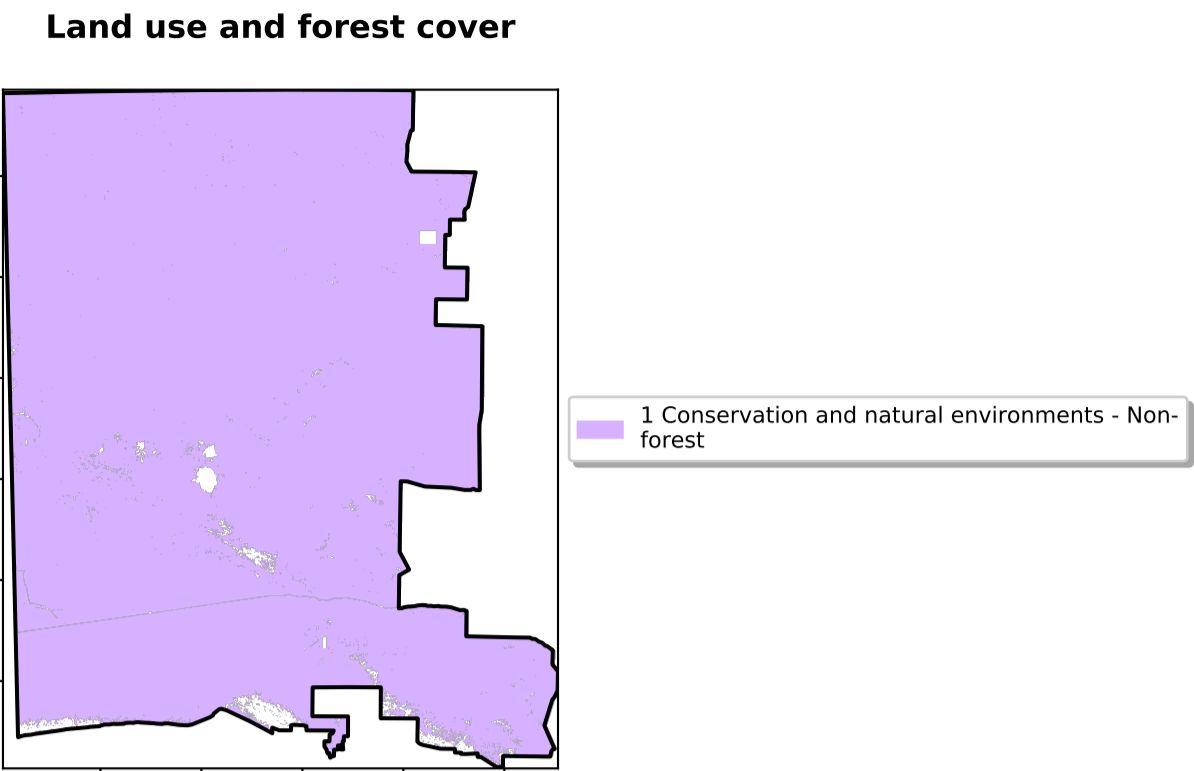 Land use and forest cover
1 Conservation and natural environments - Non-
forest